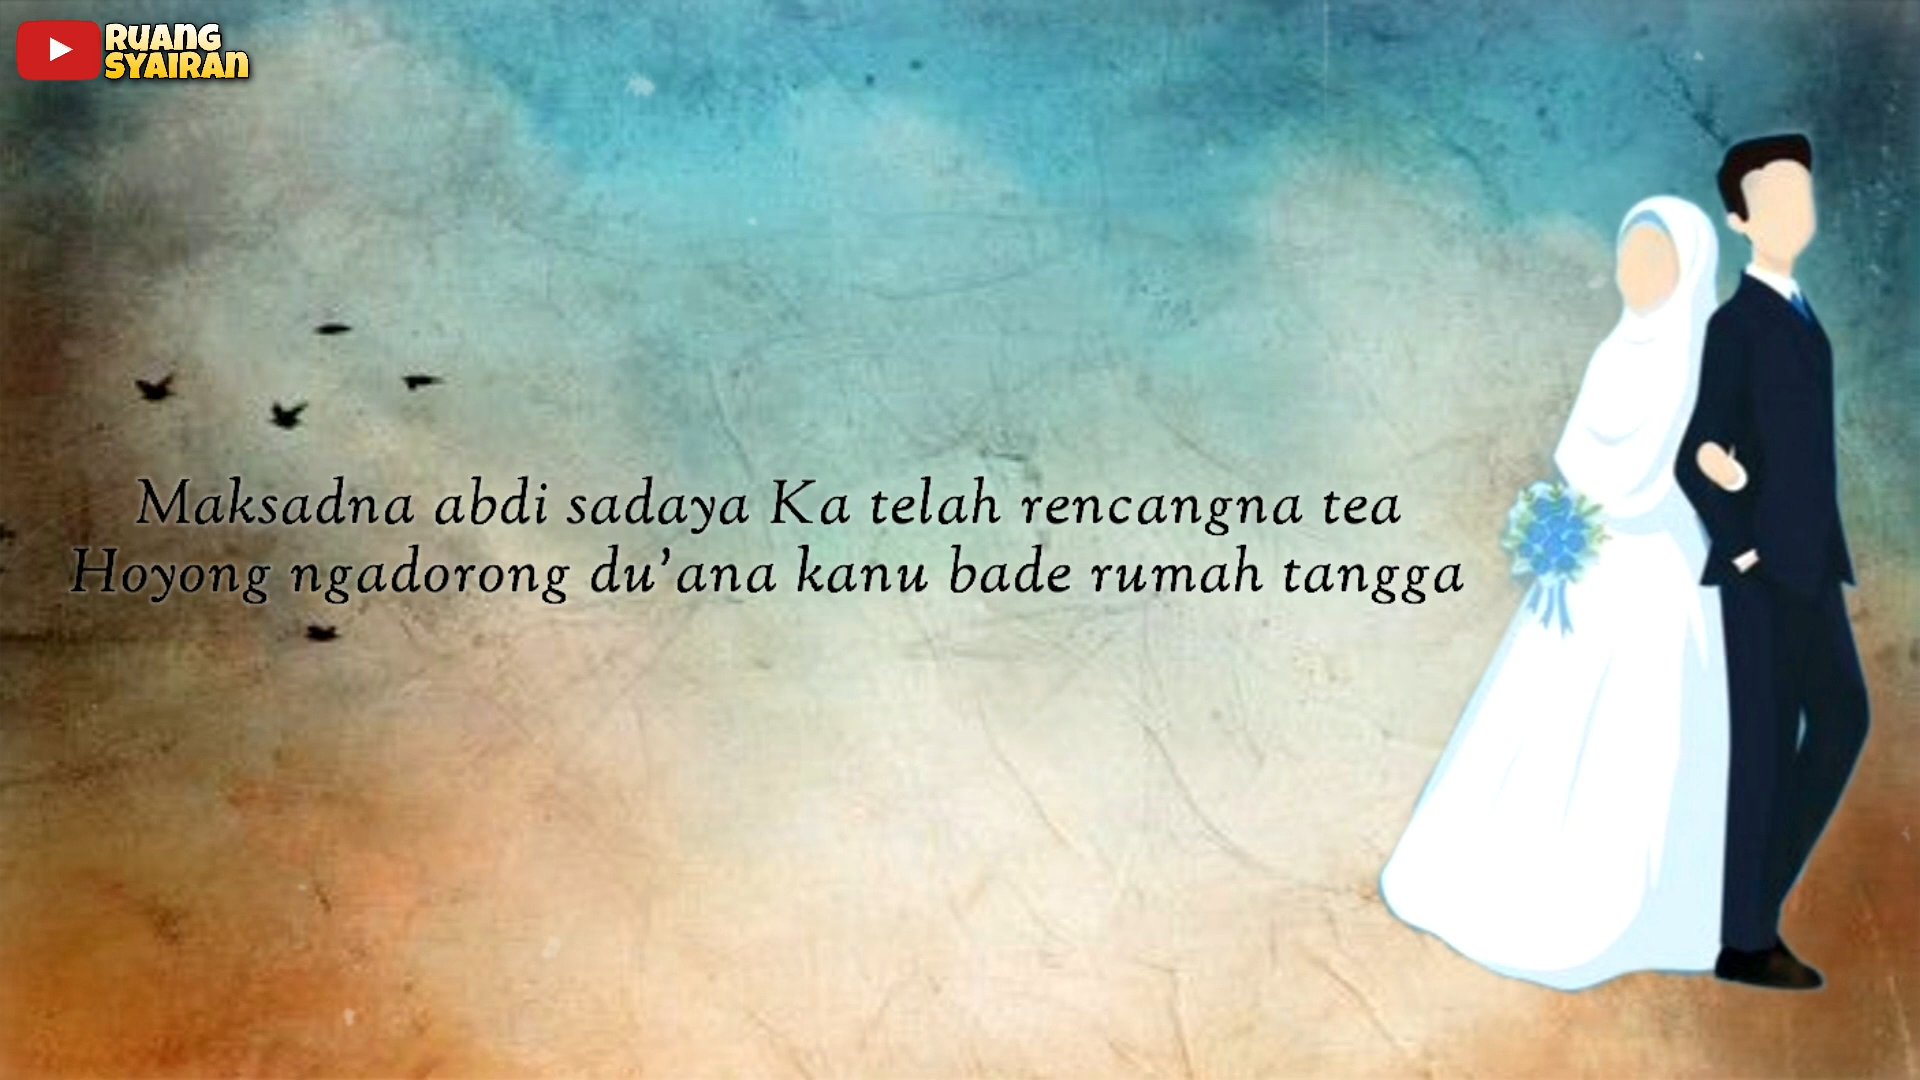 RUANG
SYAIRAN
Maksadna abdi sadaya Ka telah rencangna tea
Hoyong ngadorong du'ana kanu bade rumah tangga